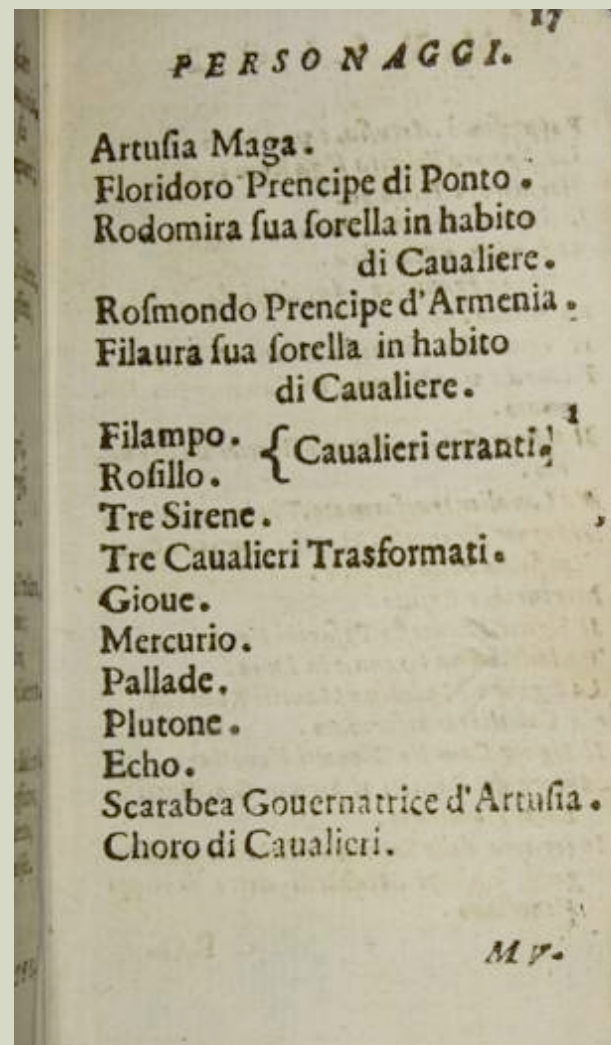 17
PERSONAGGI.
Artuſia Maga.
Floridoro Prencipe di Ponto.
Rodomira ſua ſorella in habito
di Caualiere.
Roſmondo Prencipe d'Armenia.
Filaura ſua ſorella in habito
di Caualiere.
Filampo. { Caualieri erranti.
Roſillo.
Tre Sirene.
Tre Caualieri Trasformati.
Gioue.
Mercurio.
Pallade.
Plutone.
Echo.
Scarabea Gouernatrice d'Artuſia.
Choro di Caualieri.